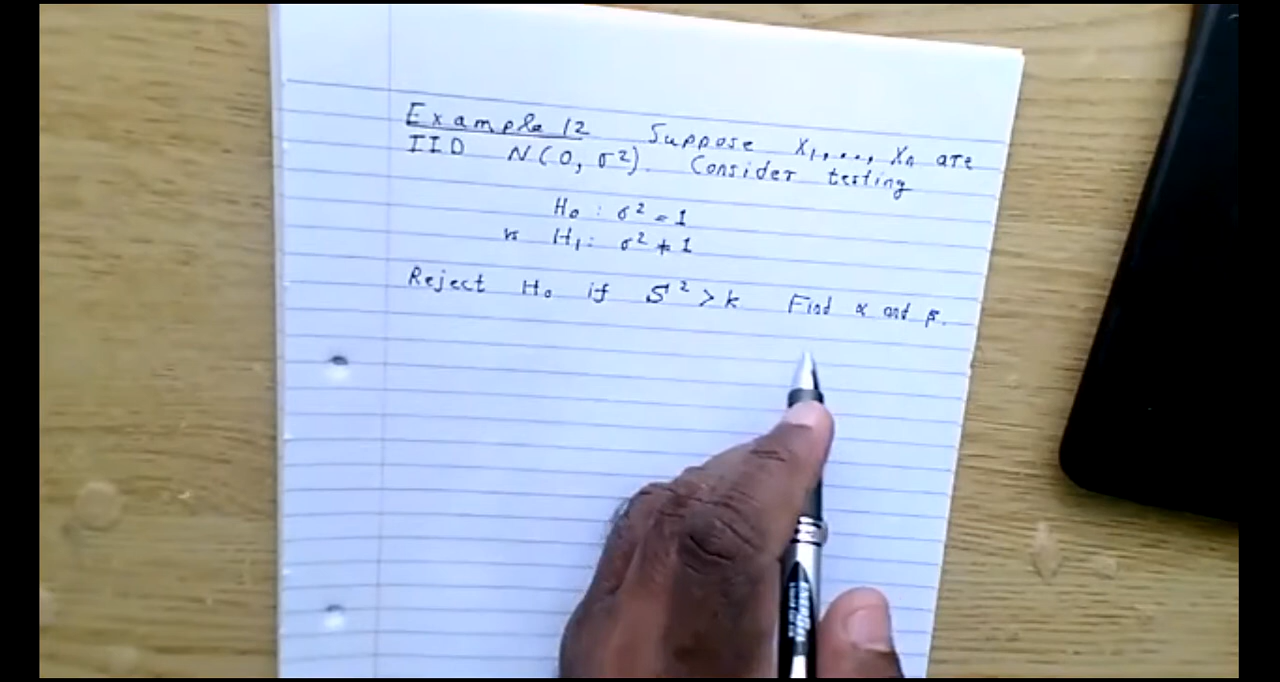 Example 12 Suppose X₁,..., Xₙ are
IID N(0, σ²). Consider testing
H₀ : σ² = 1
vs H₁: σ² ≠ 1
Reject H₀ if S² > k Find α and β.